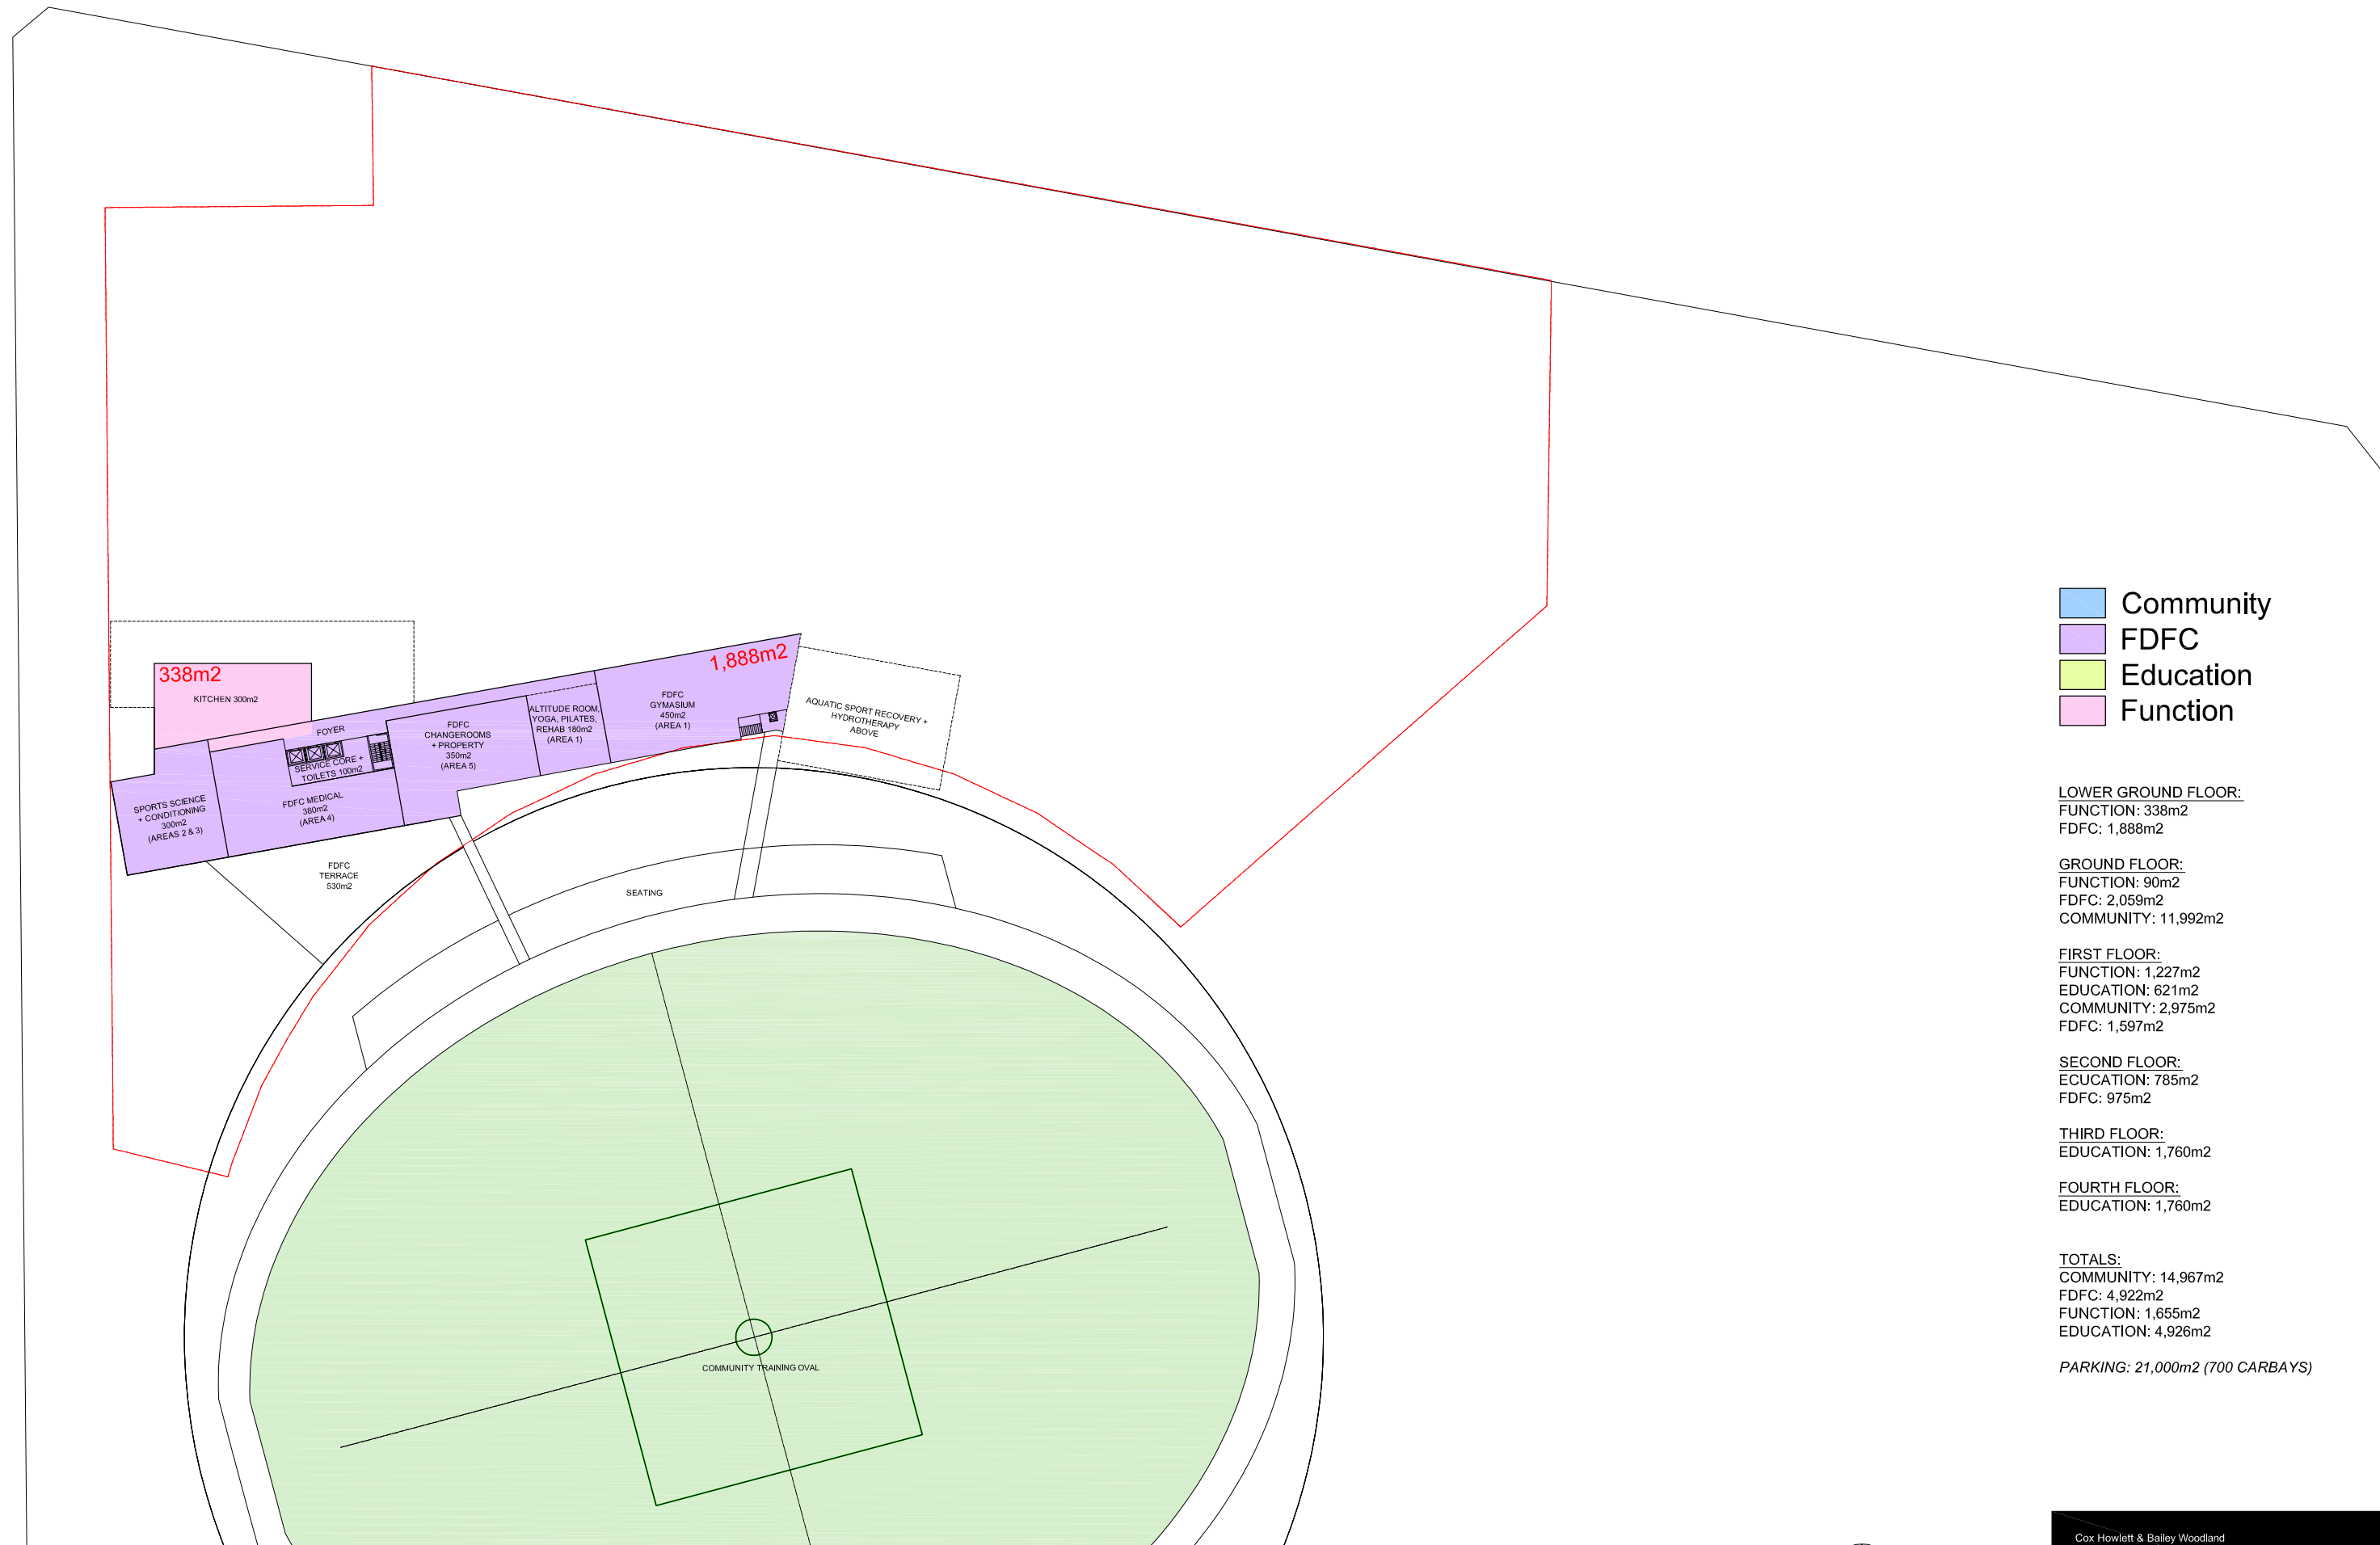 338m2
KITCHEN 300m2
1,888m2
FOYER
SERVICE CORE +
TOILETS 100m2
SPORTS SCIENCE
+ CONDITIONING
300m2
(AREAS 2 & 3)
FDFC MEDICAL
380m2
(AREA 4)
FDFC
CHANGEROOMS
+ PROPERTY
350m2
(AREA 5)
ALTITUDE ROOM,
YOGA, PILATES,
REHAB 180m2
(AREA 1)
FDFC
GYMASIUM
450m2
(AREA 1)
AQUATIC SPORT RECOVERY +
HYDROTHERAPY
ABOVE
FDFC
TERRACE
530m2
SEATING
COMMUNITY TRAINING OVAL
Community
FDFC
Education
Function
LOWER GROUND FLOOR:
FUNCTION: 338m2
FDFC: 1,888m2
GROUND FLOOR:
FUNCTION: 90m2
FDFC: 2,059m2
COMMUNITY: 11,992m2
FIRST FLOOR:
FUNCTION: 1,227m2
EDUCATION: 621m2
COMMUNITY: 2,975m2
FDFC: 1,597m2
SECOND FLOOR:
ECUCATION: 785m2
FDFC: 975m2
THIRD FLOOR:
EDUCATION: 1,760m2
FOURTH FLOOR:
EDUCATION: 1,760m2
TOTALS:
COMMUNITY: 14,967m2
FDFC: 4,922m2
FUNCTION: 1,655m2
EDUCATION: 4,926m2
PARKING: 21,000m2 (700 CARBAYS)
Cox Howlett & Bailey Woodland